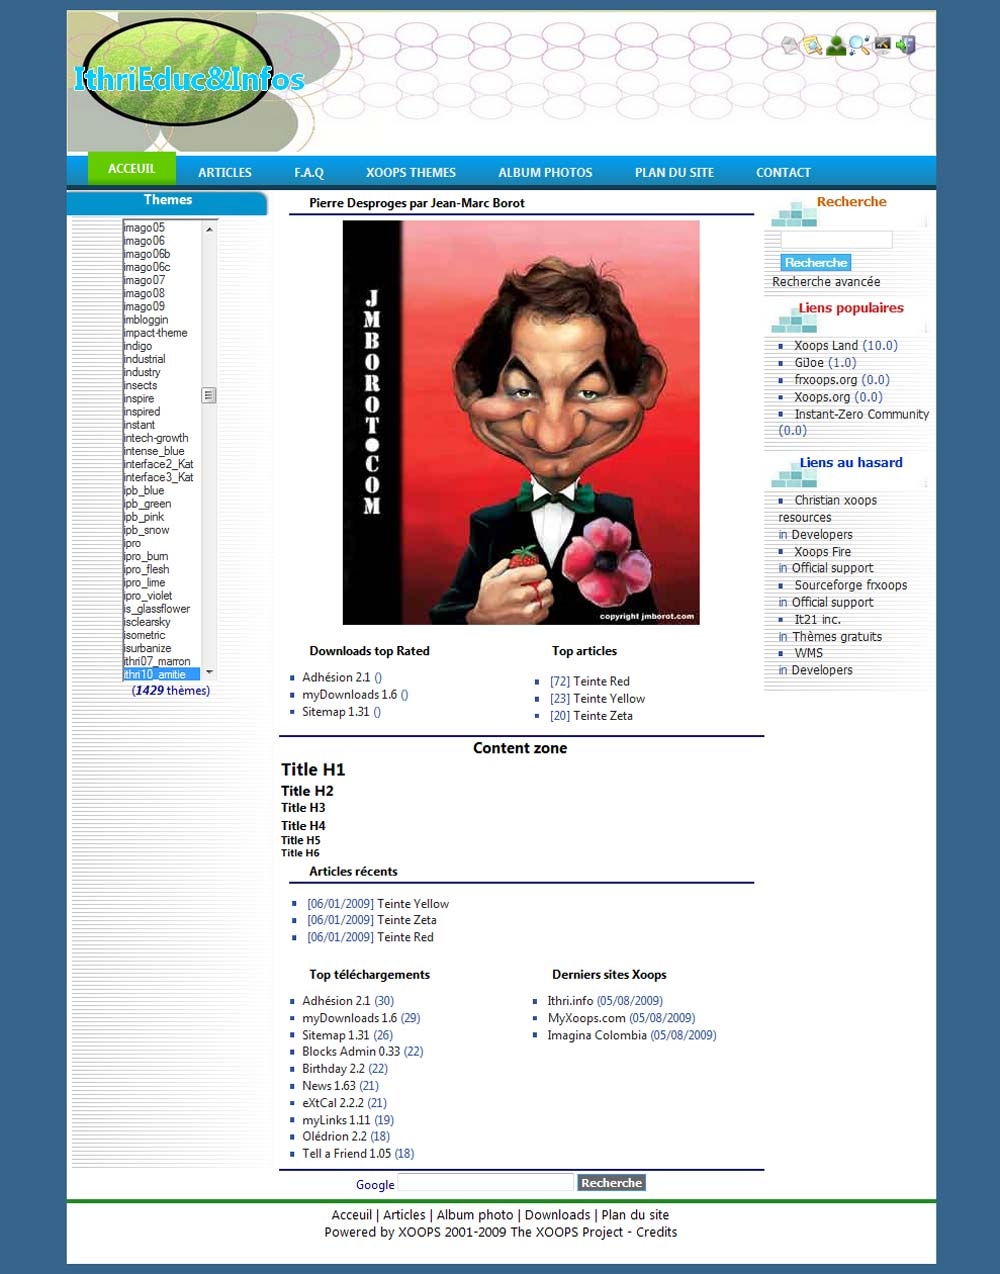 IthriEduc&Infos
ACCEUIL
ARTICLES
F.A.Q
XOOPS THEMES
ALBUM PHOTOS
PLAN DU SITE
CONTACT
Themes
imago05
imago06
imago06b
imago06c
imago07
imago08
imago09
imbloggin
impact-theme
indigo
industrial
industry
insects
inspire
inspired
instant
intech-growth
intense_blue
interface2_Kat
interface3_Kat
ipb_blue
ipb_green
ipb_pink
ipb_snow
ipro
ipro_burn
ipro_flesh
ipro_lime
ipro_violet
is_glassflower
isclearsky
isometric
isurbanize
ithri07_marron
ithri10_amitie
(1429 thèmes)
Pierre Desproges par Jean-Marc Borot
JMBOROT•COM
copyright jmborot.com
Downloads top Rated
Adhésion 2.1 ()
myDownloads 1.6 ()
Sitemap 1.31 ()
Top articles
[72] Teinte Red
[23] Teinte Yellow
[20] Teinte Zeta
Content zone
Title H1
Title H2
Title H3
Title H4
Title H5
Title H6
Articles récents
[06/01/2009] Teinte Yellow
[06/01/2009] Teinte Zeta
[06/01/2009] Teinte Red
Top téléchargements
Adhésion 2.1 (30)
myDownloads 1.6 (29)
Sitemap 1.31 (26)
Blocks Admin 0.33 (22)
Birthday 2.2 (22)
News 1.63 (21)
eXtCal 2.2.2 (21)
myLinks 1.11 (19)
Olédrion 2.2 (18)
Tell a Friend 1.05 (18)
Derniers sites Xoops
Ithri.info (05/08/2009)
MyXoops.com (05/08/2009)
Imagina Colombia (05/08/2009)
Recherche
Recherche
Recherche avancée
Liens populaires
Xoops Land (10.0)
GiJoe (1.0)
frxoops.org (0.0)
Xoops.org (0.0)
Instant-Zero Community
(0.0)
Liens au hasard
Christian xoops
resources
in Developers
Xoops Fire
in Official support
Sourceforge frxoops
in Official support
It21 inc.
in Thèmes gratuits
WMS
in Developers
Google
Recherche
Acceuil | Articles | Album photo | Downloads | Plan du site
Powered by XOOPS 2001-2009 The XOOPS Project - Credits